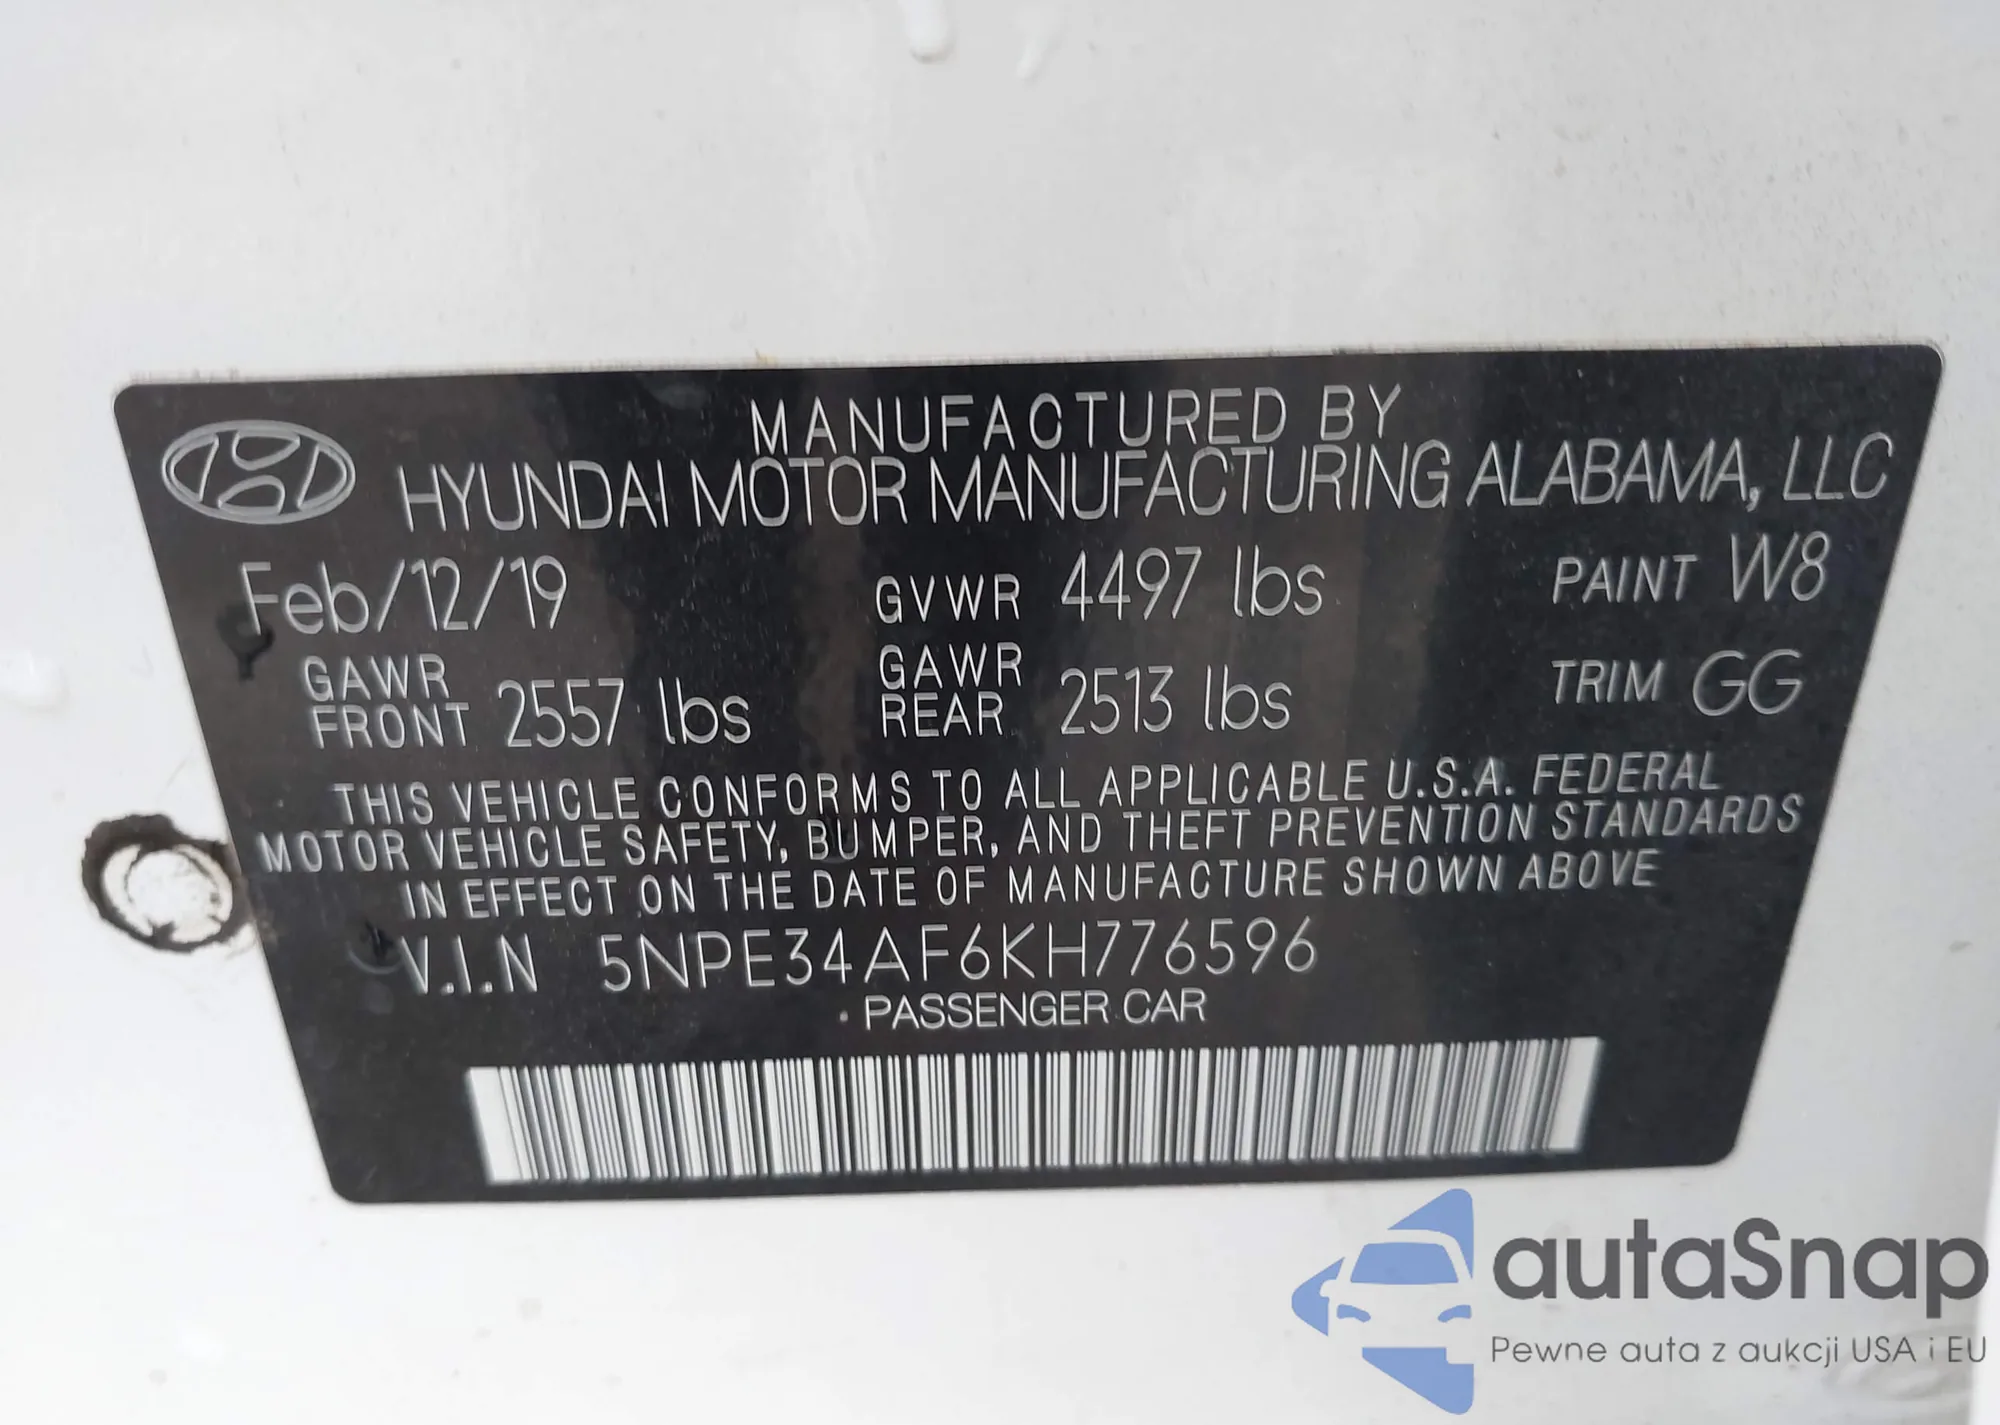 MANUFACTURED BY
HYUNDAI MOTOR MANUFACTURING ALABAMA, LLC
Feb/12/19 GVWR 4497 lbs PAINT W8
GAWR FRONT 2557 lbs GAWR REAR 2513 lbs TRIM GG
THIS VEHICLE CONFORMS TO ALL APPLICABLE U.S.A. FEDERAL
MOTOR VEHICLE SAFETY, BUMPER, AND THEFT PREVENTION STANDARDS
IN EFFECT ON THE DATE OF MANUFACTURE SHOWN ABOVE
V.I.N 5NPE34AF6KH776596
PASSENGER CAR
autaSnap
Pewne auta z aukcji USA i EU